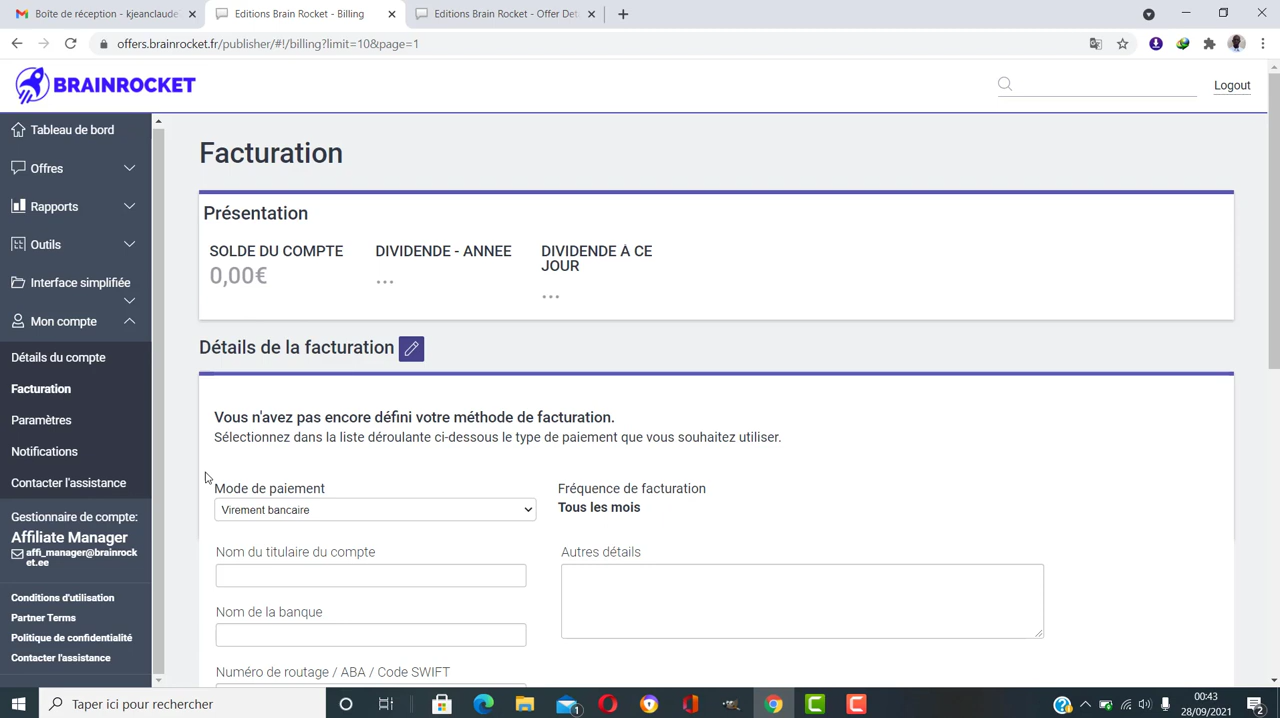 Boîte de réception - kjeanclaude
Editions Brain Rocket - Billing
Editions Brain Rocket - Offer Det
offers.brainrocket.fr/publisher/#!/billing?limit=10&page=1
BRAINROCKET
Logout
Tableau de bord
Offres
Rapports
Outils
Interface simplifiée
Mon compte
Détails du compte
Facturation
Paramètres
Notifications
Contacter l'assistance
Gestionnaire de compte:
Affiliate Manager
affi_manager@brainrock
et.ee
Conditions d'utilisation
Partner Terms
Politique de confidentialité
Contacter l'assistance
Facturation
Présentation
SOLDE DU COMPTE
0,00€
DIVIDENDE - ANNEE
...
DIVIDENDE À CE
JOUR
...
Détails de la facturation
Vous n'avez pas encore défini votre méthode de facturation.
Sélectionnez dans la liste déroulante ci-dessous le type de paiement que vous souhaitez utiliser.
Mode de paiement
Virement bancaire
Fréquence de facturation
Tous les mois
Nom du titulaire du compte
Autres détails
Nom de la banque
Numéro de routage / ABA / Code SWIFT
Taper ici pour rechercher
1
00:43
28/09/2021
2